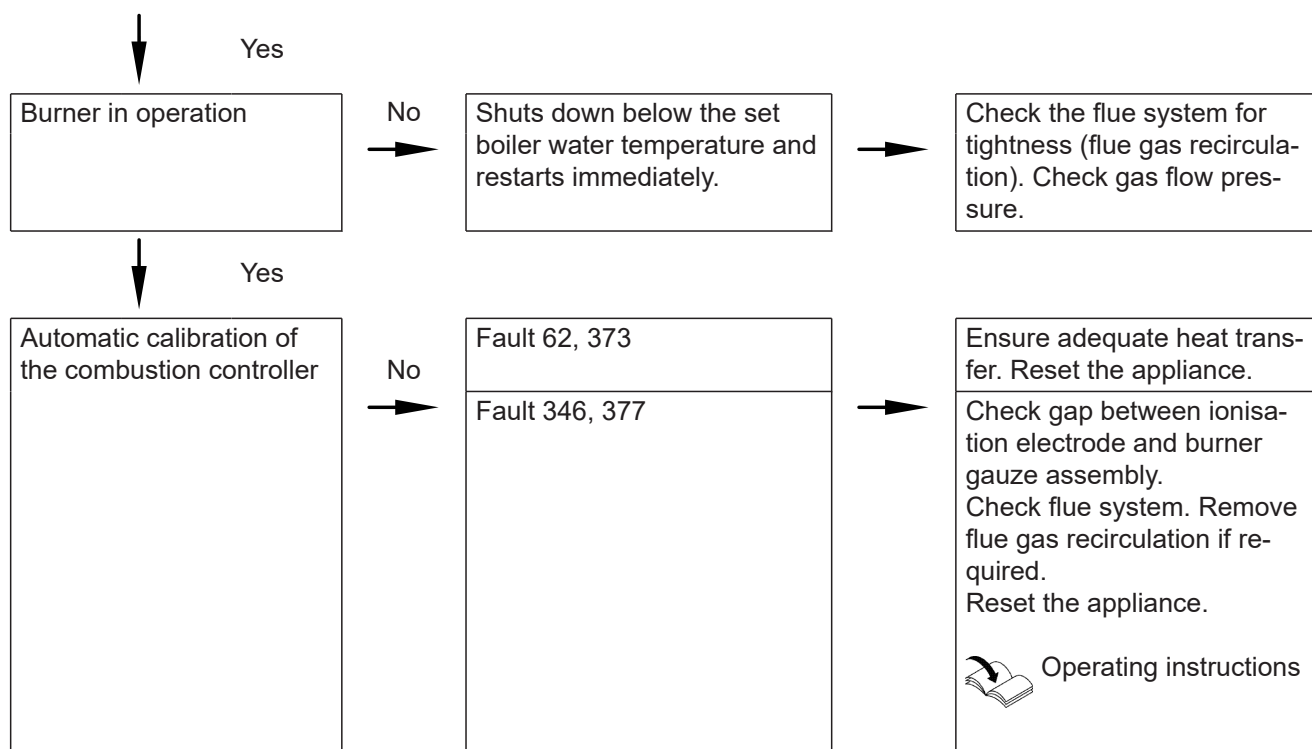 Yes
Burner in operation
No
Shuts down below the set
boiler water temperature and
restarts immediately.
Check the flue system for
tightness (flue gas recircula-
tion). Check gas flow pres-
sure.
Yes
Automatic calibration of
the combustion controller
No
Fault 62, 373
Ensure adequate heat trans-
fer. Reset the appliance.
Fault 346, 377
Check gap between ionisa-
tion electrode and burner
gauze assembly.
Check flue system. Remove
flue gas recirculation if re-
quired.
Reset the appliance.
Operating instructions